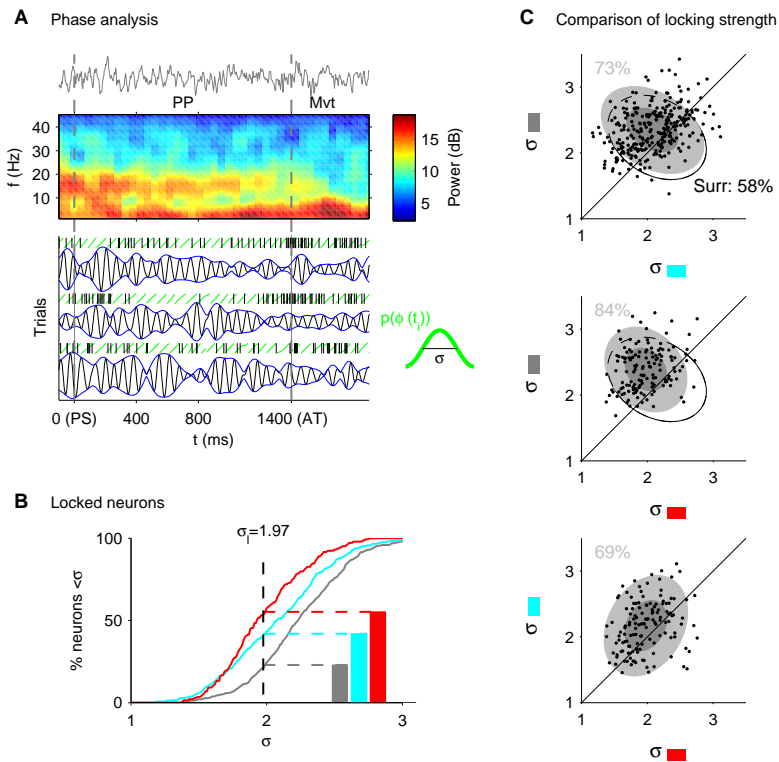 A Phase analysis
PP
Mvt
40
30
20
10
f (Hz)
15
10
5
Power (dB)
Trials
0 (PS) 400 800 1400 (AT)
t (ms)
p(ϕ (ti))
σ
B Locked neurons
σl=1.97
100
50
0
% neurons <σ
1 2 3
σ
C Comparison of locking strength
73%
3
2
1
σ
Surr: 58%
1 2 3
σ
84%
3
2
1
σ
1 2 3
σ
69%
3
2
1
σ
1 2 3
σ